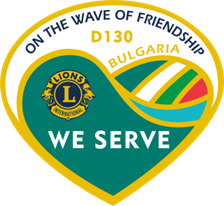 ON THE WAVE OF FRIENDSHIP
D130
BULGARIA
LIONS
L
INTERNATIONAL
WE SERVE